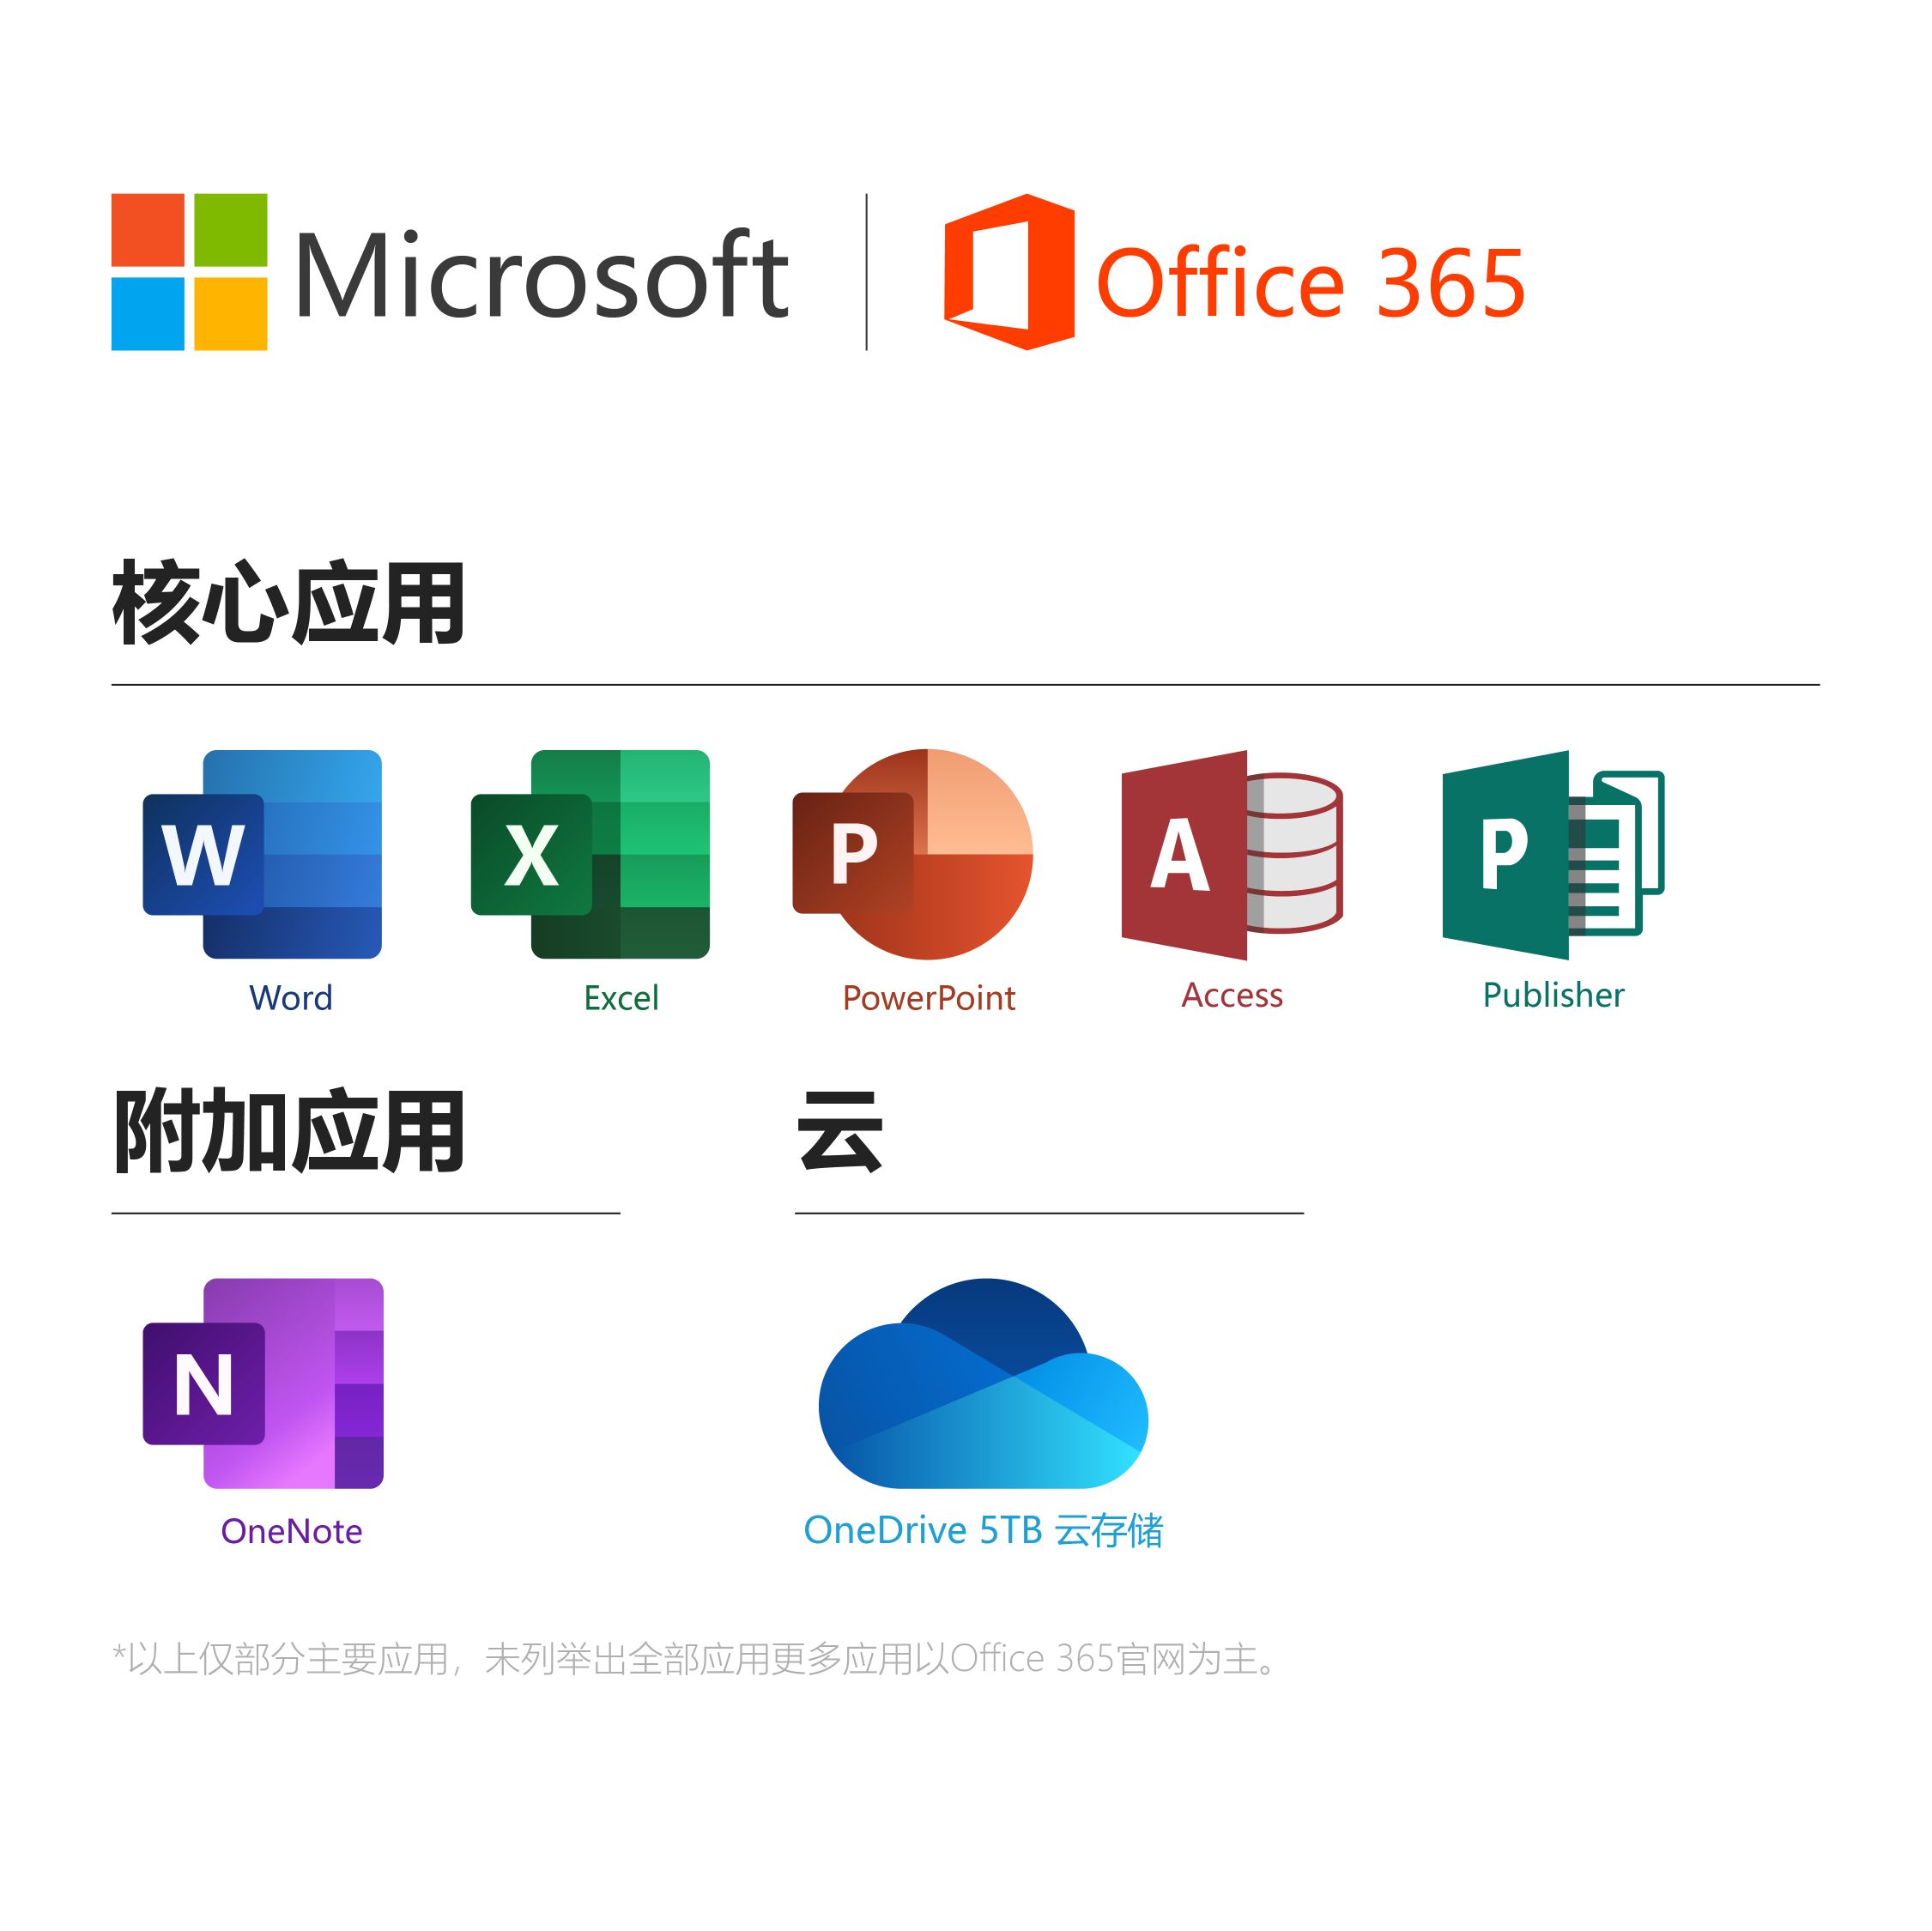 Microsoft
Office 365
核心应用
W
X
P
A
P
Word
Excel
PowerPoint
Access
Publisher
附加应用
云
N
OneNote
OneDrive 5TB 云存储
*以上仅部分主要应用，未列举出全部应用更多应用以Office 365官网为主。